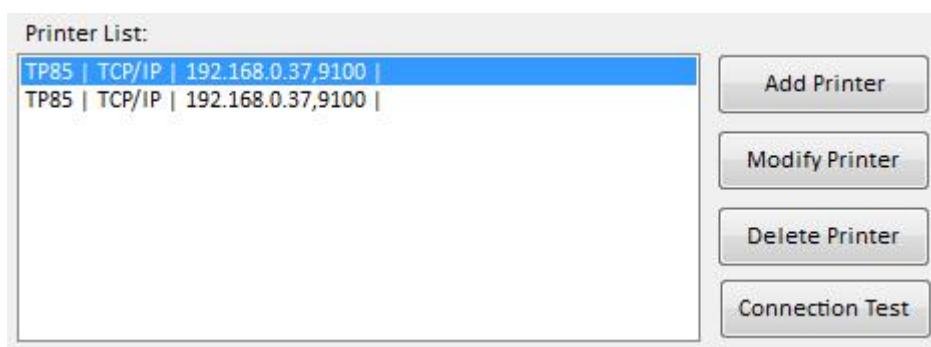 Printer List:
TP85 | TCP/IP | 192.168.0.37,9100 |
TP85 | TCP/IP | 192.168.0.37,9100 |
Add Printer
Modify Printer
Delete Printer
Connection Test